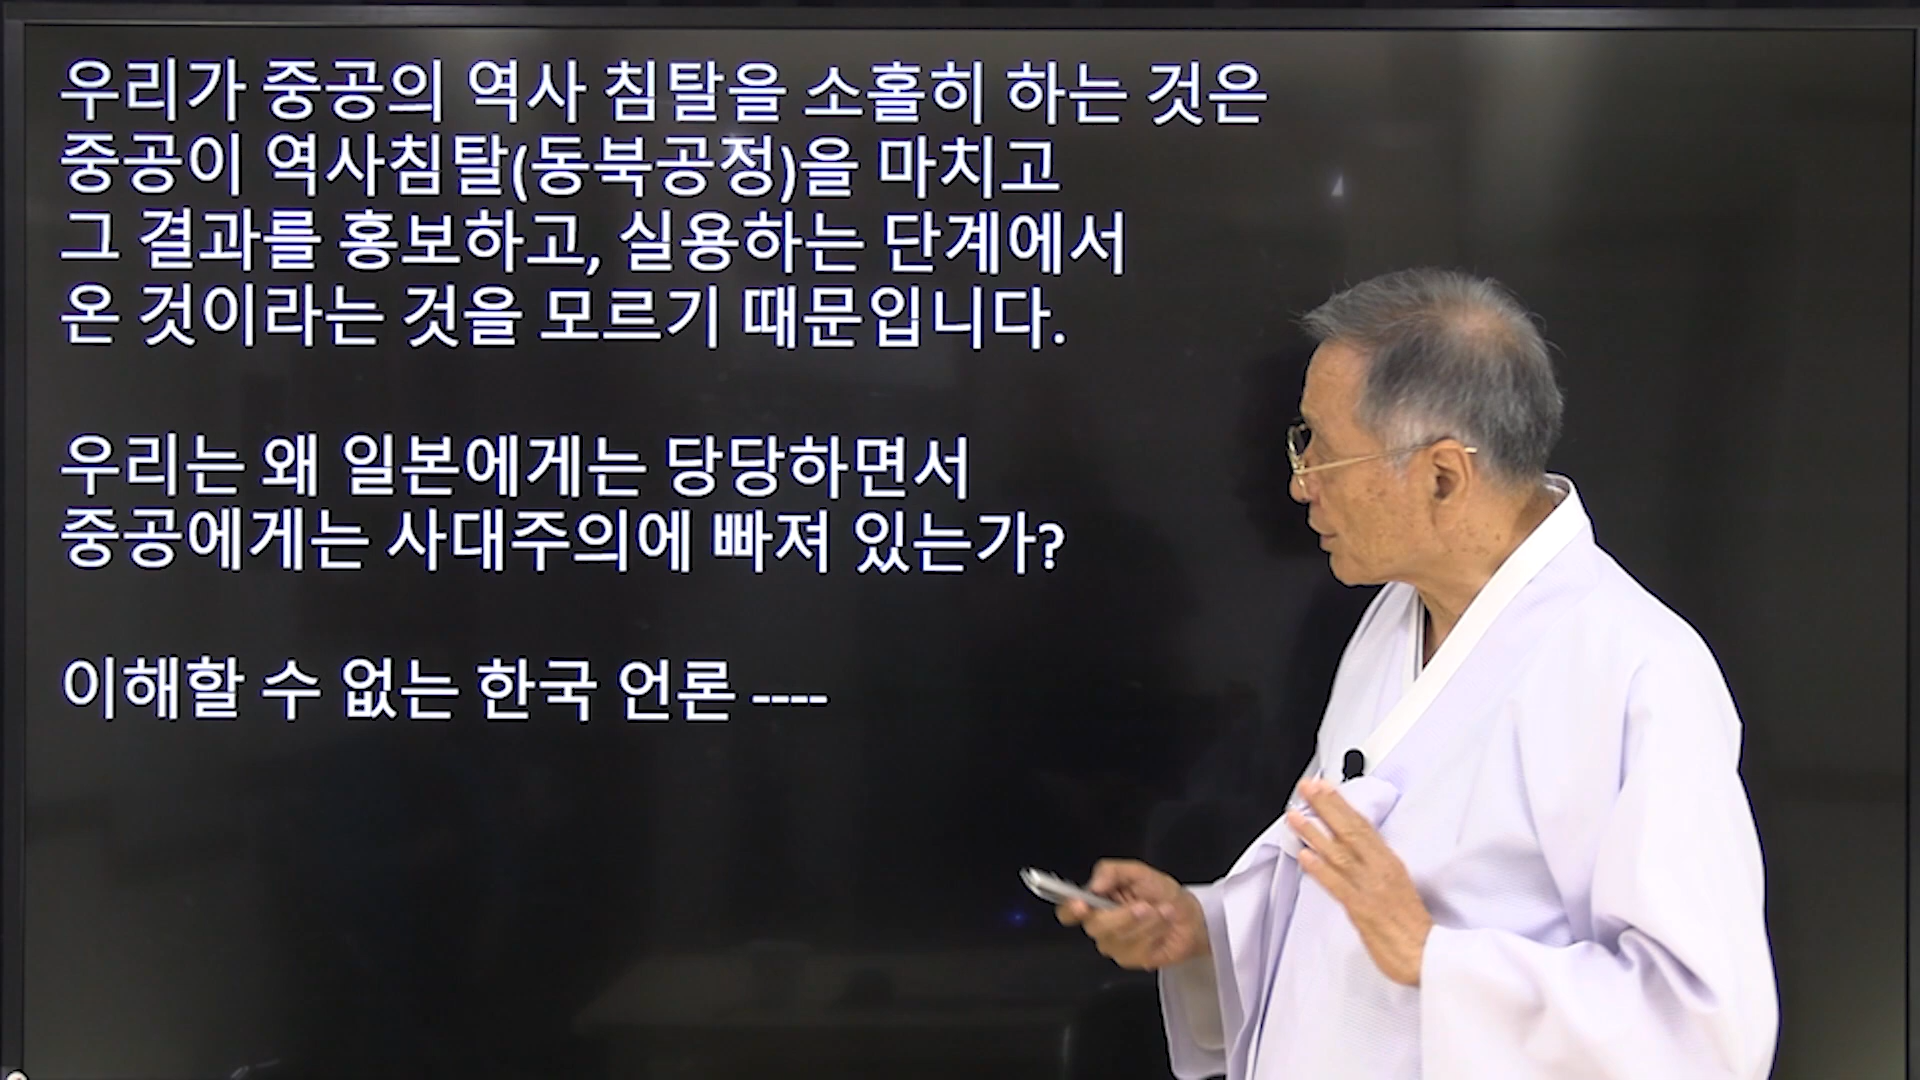 우리가 중공의 역사 침탈을 소홀히 하는 것은
중공이 역사침탈(동북공정)을 마치고
그 결과를 홍보하고, 실용하는 단계에서
온 것이라는 것을 모르기 때문입니다.
우리는 왜 일본에게는 당당하면서
중공에게는 사대주의에 빠져 있는가?
이해할 수 없는 한국 언론 ----